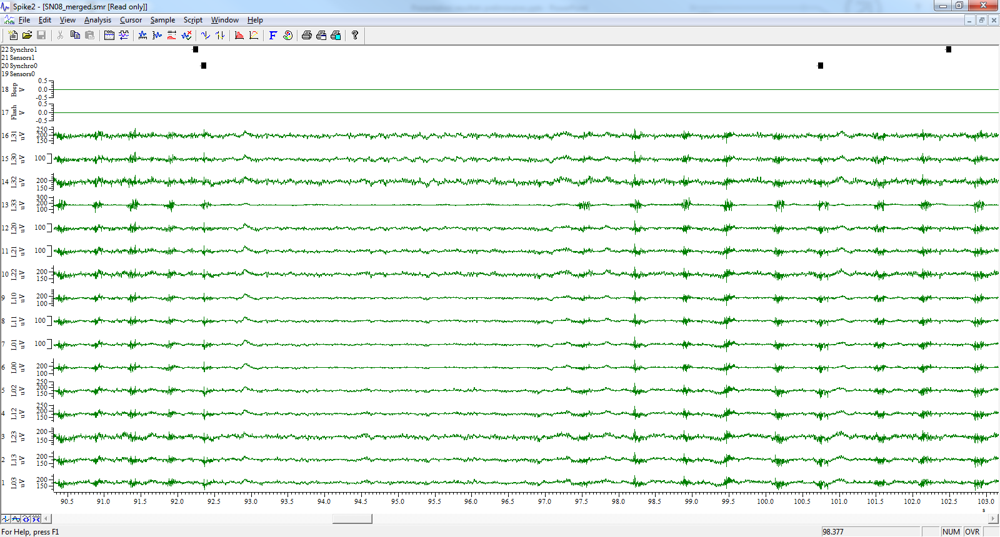 Spike2 - [SN08_merged.smr [Read only]]
File Edit View Analysis Cursor Sample Script Window Help
22 Synchro1
21 Sensors1
20 Synchro0
19 Sensors0
18 Beep V 0.5 0.0 -0.5
17 Flash V 0.5 0.0 -0.5
16 L31 uV 250 200 150
15 L30 uV 100
14 L32 uV 200 150
13 L33 uV 300 200 100
12 L20 uV 100
11 L21 uV 100
10 L22 uV 200 150
9 L10 uV 200 100
8 L11 uV 100
7 L01 uV 100
6 L00 uV 200 100
5 L02 uV 250 200 150
4 L12 uV 250 200 150
3 L23 uV 200 150
2 L13 uV 200 150
1 L03 uV 200 150
90.5 91.0 91.5 92.0 92.5 93.0 93.5 94.0 94.5 95.0 95.5 96.0 96.5 97.0 97.5 98.0 98.5 99.0 99.5 100.0 100.5 101.0 101.5 102.0 102.5 103.0
s
For Help, press F1 98.377 NUM OVR